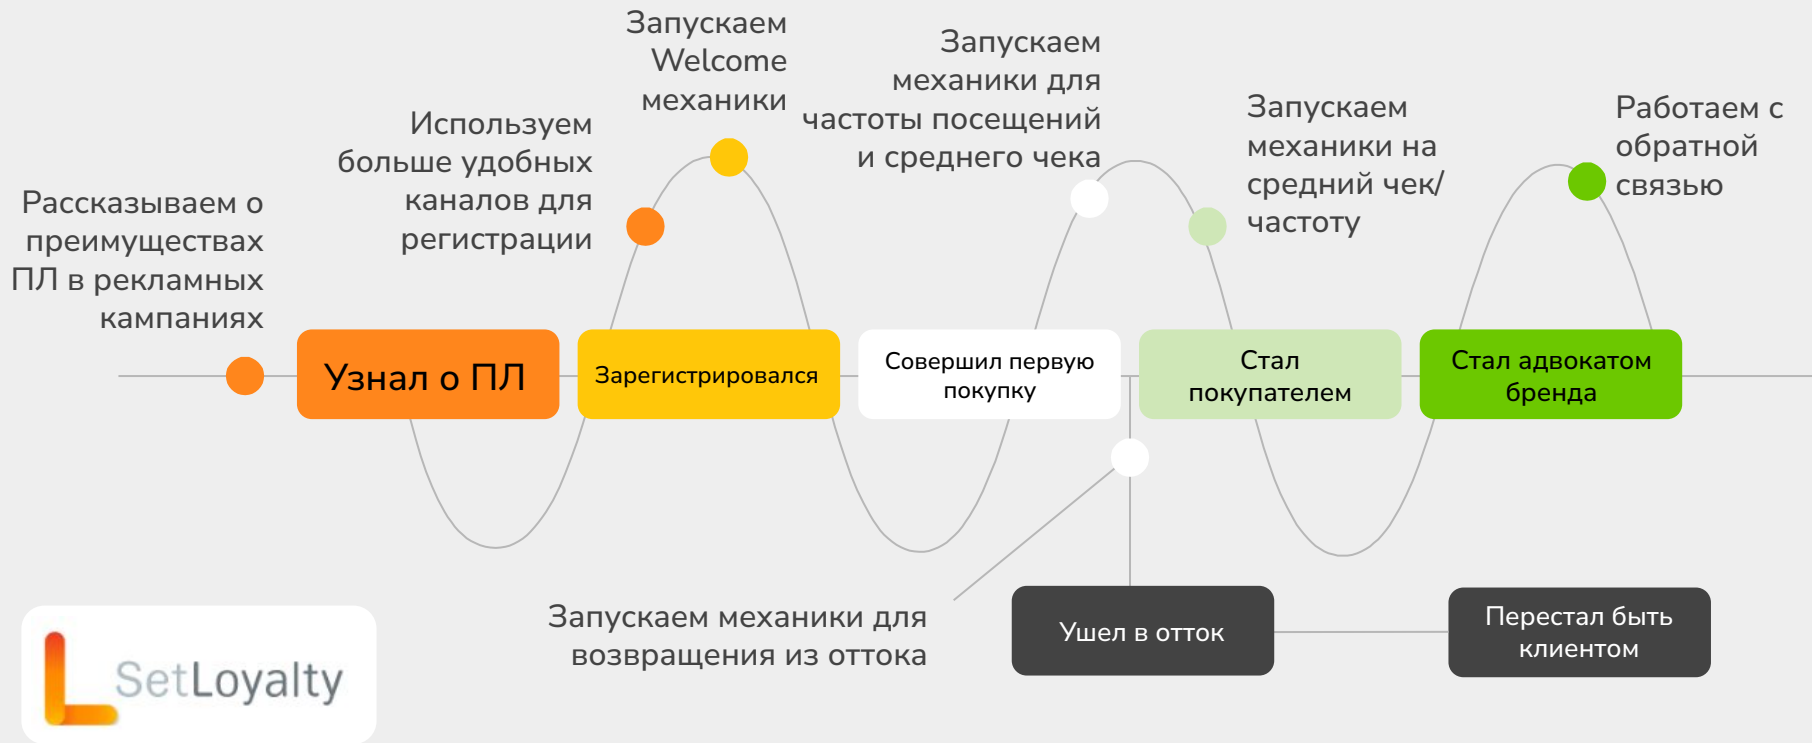 Запускаем
Welcome
механики
Запускаем
механики для
частоты посещений
и среднего чека
Используем
больше удобных
каналов для
регистрации
Запускаем
механики на
средний чек/
частоту
Работаем с
обратной
связью
Рассказываем о
преимуществах
ПЛ в рекламных
кампаниях
Узнал о ПЛ
Зарегистрировался
Совершил первую
покупку
Стал
покупателем
Стал адвокатом
бренда
Запускаем механики для
возвращения из оттока
Ушел в отток
Перестал быть
клиентом
SetLoyalty